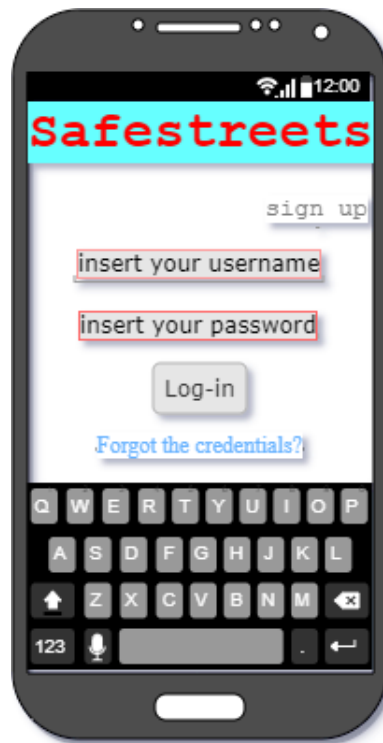 12:00
Safestreets
sign up
insert your username
insert your password
Log-in
Forgot the credentials?
Q W E R T Y U I O P
A S D F G H J K L
Z X C V B N M
123 .